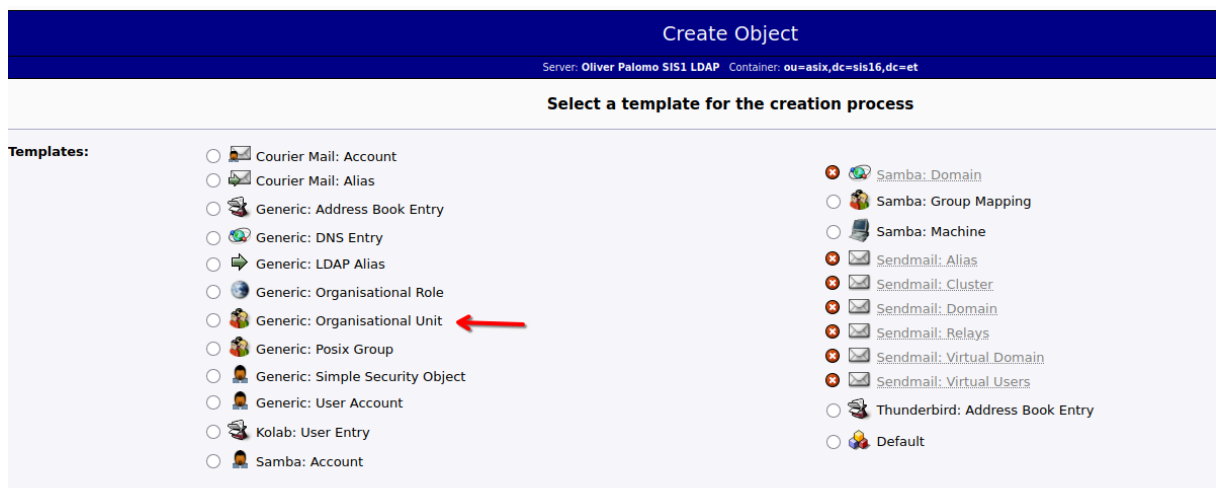 Create Object
Server: Oliver Palomo SIS1 LDAP Container: ou=asix,dc=sis16,dc=et
Select a template for the creation process
Templates:
Courier Mail: Account
Courier Mail: Alias
Generic: Address Book Entry
Generic: DNS Entry
Generic: LDAP Alias
Generic: Organisational Role
Generic: Organisational Unit
Generic: Posix Group
Generic: Simple Security Object
Generic: User Account
Kolab: User Entry
Samba: Account
Samba: Domain
Samba: Group Mapping
Samba: Machine
Sendmail: Alias
Sendmail: Cluster
Sendmail: Domain
Sendmail: Relays
Sendmail: Virtual Domain
Sendmail: Virtual Users
Thunderbird: Address Book Entry
Default